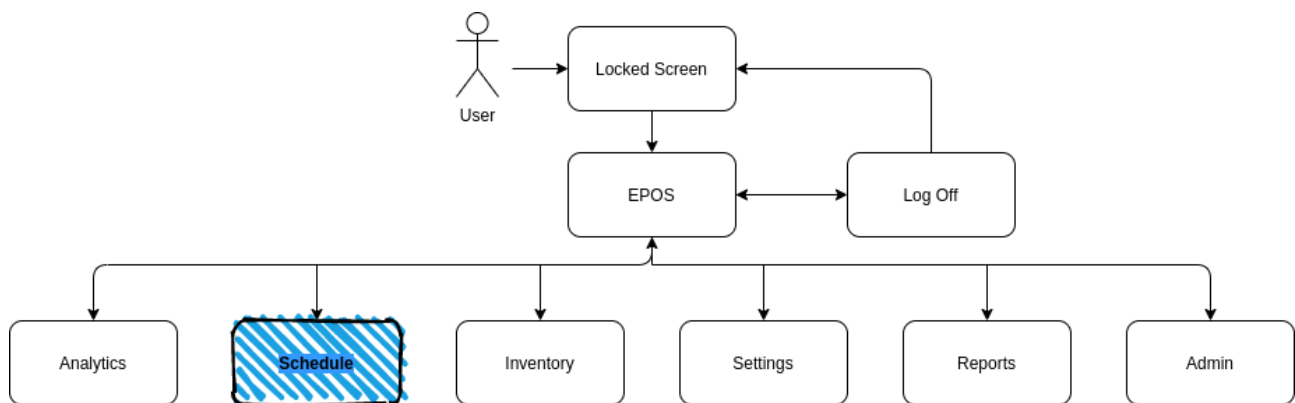 Locked Screen
User
EPOS
Log Off
Analytics
Schedule
Inventory
Settings
Reports
Admin